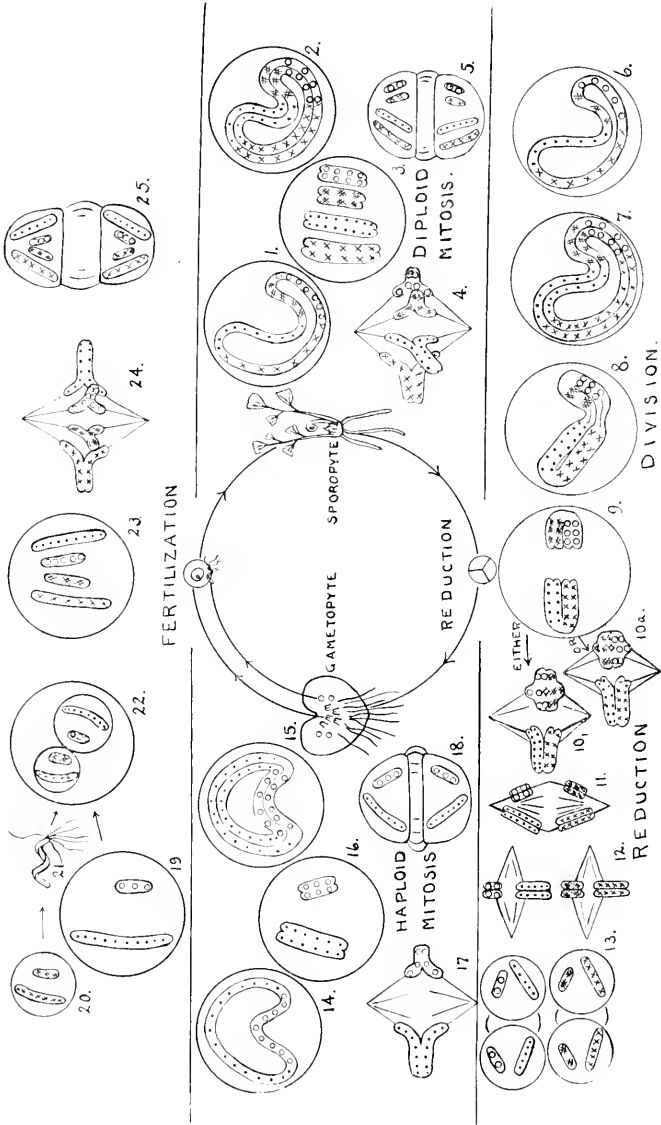 20.
21
22.
19
23.
24.
25.
FERTILIZATION
14.
15.
16.
HAPLOID
MITOSIS
17
18.
GAMETOPYTE
SPOROPYTE
REDUCTION
1.
2.
3.
DIPLOID
MITOSIS.
4.
5.
EITHER
OR
13.
12.
11.
10,
10a.
9.
8.
7.
6.
REDUCTION DIVISION.